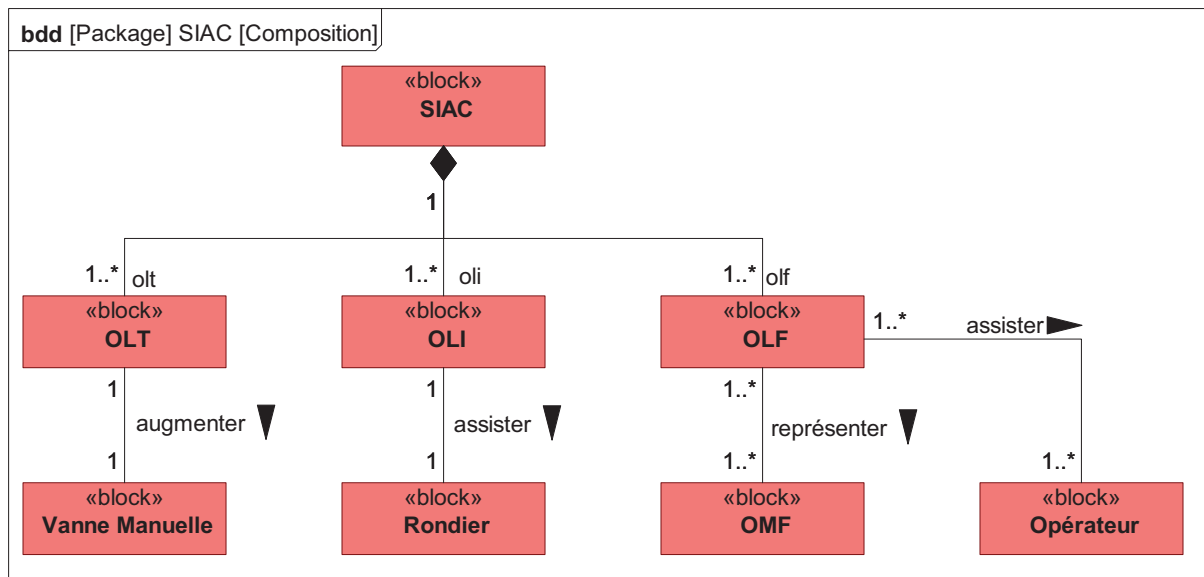 bdd [Package] SIAC [Composition]
«block»
SIAC
1
1..* olt
1..* oli
1..* olf
«block»
OLT
«block»
OLI
«block»
OLF
1..*
assister
1
1
1..*
augmenter
assister
représenter
1
1
1..*
1..*
«block»
Vanne Manuelle
«block»
Rondier
«block»
OMF
«block»
Opérateur